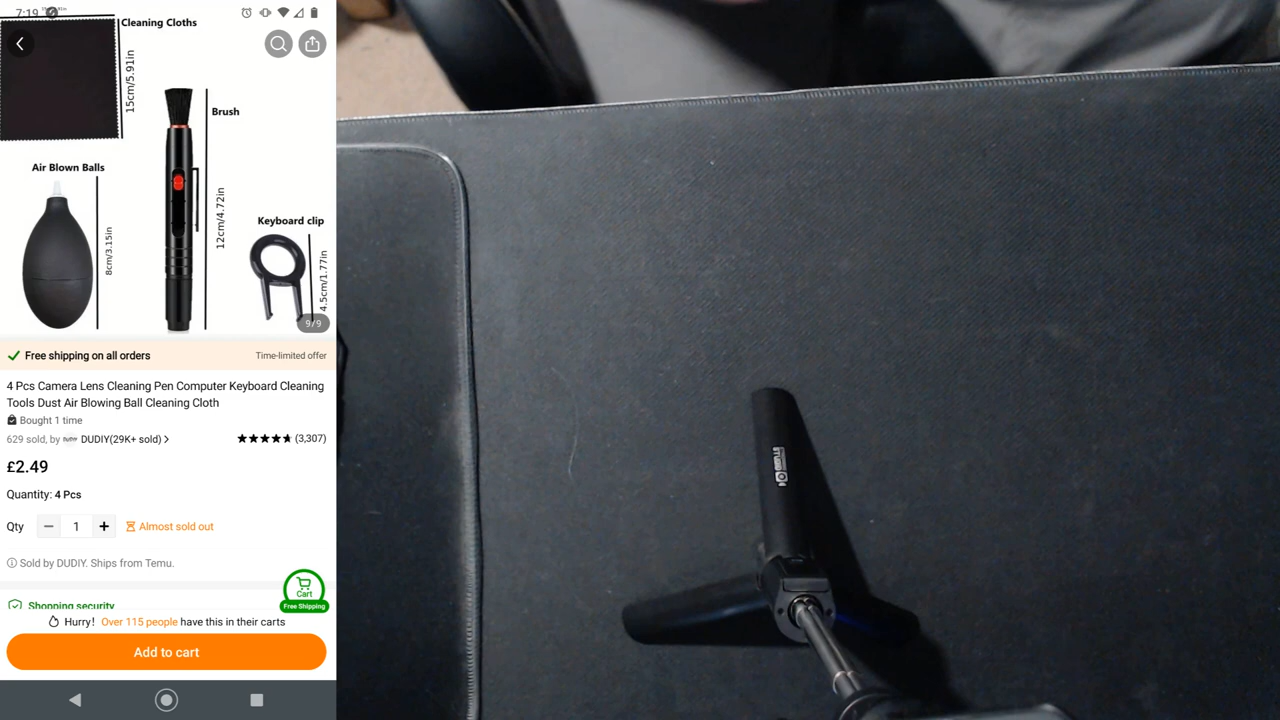 7:19
Cleaning Cloths
15cm/5.91in
Brush
Air Blown Balls
12cm/4.72in
Keyboard clip
8cm/3.15in
4.5cm/1.77in
9/9
Free shipping on all orders
Time-limited offer
4 Pcs Camera Lens Cleaning Pen Computer Keyboard Cleaning
Tools Dust Air Blowing Ball Cleaning Cloth
Bought 1 time
629 sold, by DUDIY(29K+ sold) >
(3,307)
£2.49
Quantity: 4 Pcs
Qty − 1 + Almost sold out
Sold by DUDIY. Ships from Temu.
Cart
Free Shipping
Shopping security
Hurry! Over 115 people have this in their carts
Add to cart